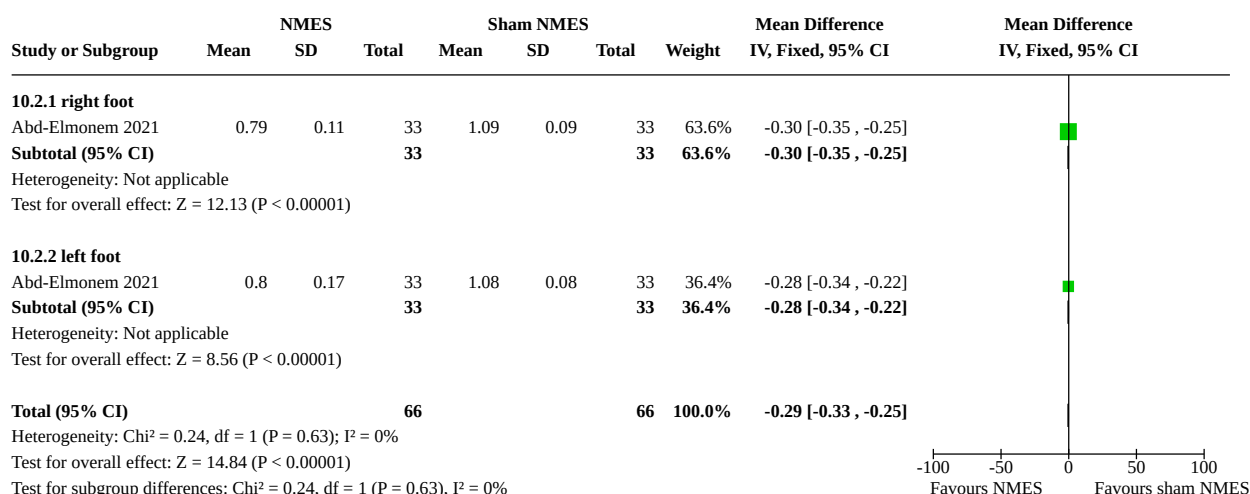 NMES Sham NMES Mean Difference Mean Difference
Study or Subgroup Mean SD Total Mean SD Total Weight IV, Fixed, 95% CI IV, Fixed, 95% CI
10.2.1 right foot
Abd-Elmonem 2021 0.79 0.11 33 1.09 0.09 33 63.6% -0.30 [-0.35 , -0.25]
Subtotal (95% CI) 33 33 63.6% -0.30 [-0.35 , -0.25]
Heterogeneity: Not applicable
Test for overall effect: Z = 12.13 (P < 0.00001)
10.2.2 left foot
Abd-Elmonem 2021 0.8 0.17 33 1.08 0.08 33 36.4% -0.28 [-0.34 , -0.22]
Subtotal (95% CI) 33 33 36.4% -0.28 [-0.34 , -0.22]
Heterogeneity: Not applicable
Test for overall effect: Z = 8.56 (P < 0.00001)
Total (95% CI) 66 66 100.0% -0.29 [-0.33 , -0.25]
Heterogeneity: Chi² = 0.24, df = 1 (P = 0.63); I² = 0%
Test for overall effect: Z = 14.84 (P < 0.00001) -100 -50 0 50 100
Test for subgroup differences: Chi² = 0.24, df = 1 (P = 0.63), I² = 0% Favours NMES Favours sham NMES